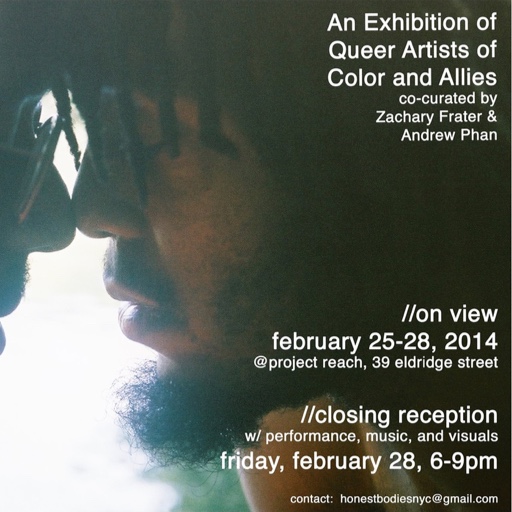 An Exhibition of
Queer Artists of
Color and Allies
co-curated by
Zachary Frater &
Andrew Phan
//on view
february 25-28, 2014
@project reach, 39 eldridge street
//closing reception
w/ performance, music, and visuals
friday, february 28, 6-9pm
contact: honestbodiesnyc@gmail.com